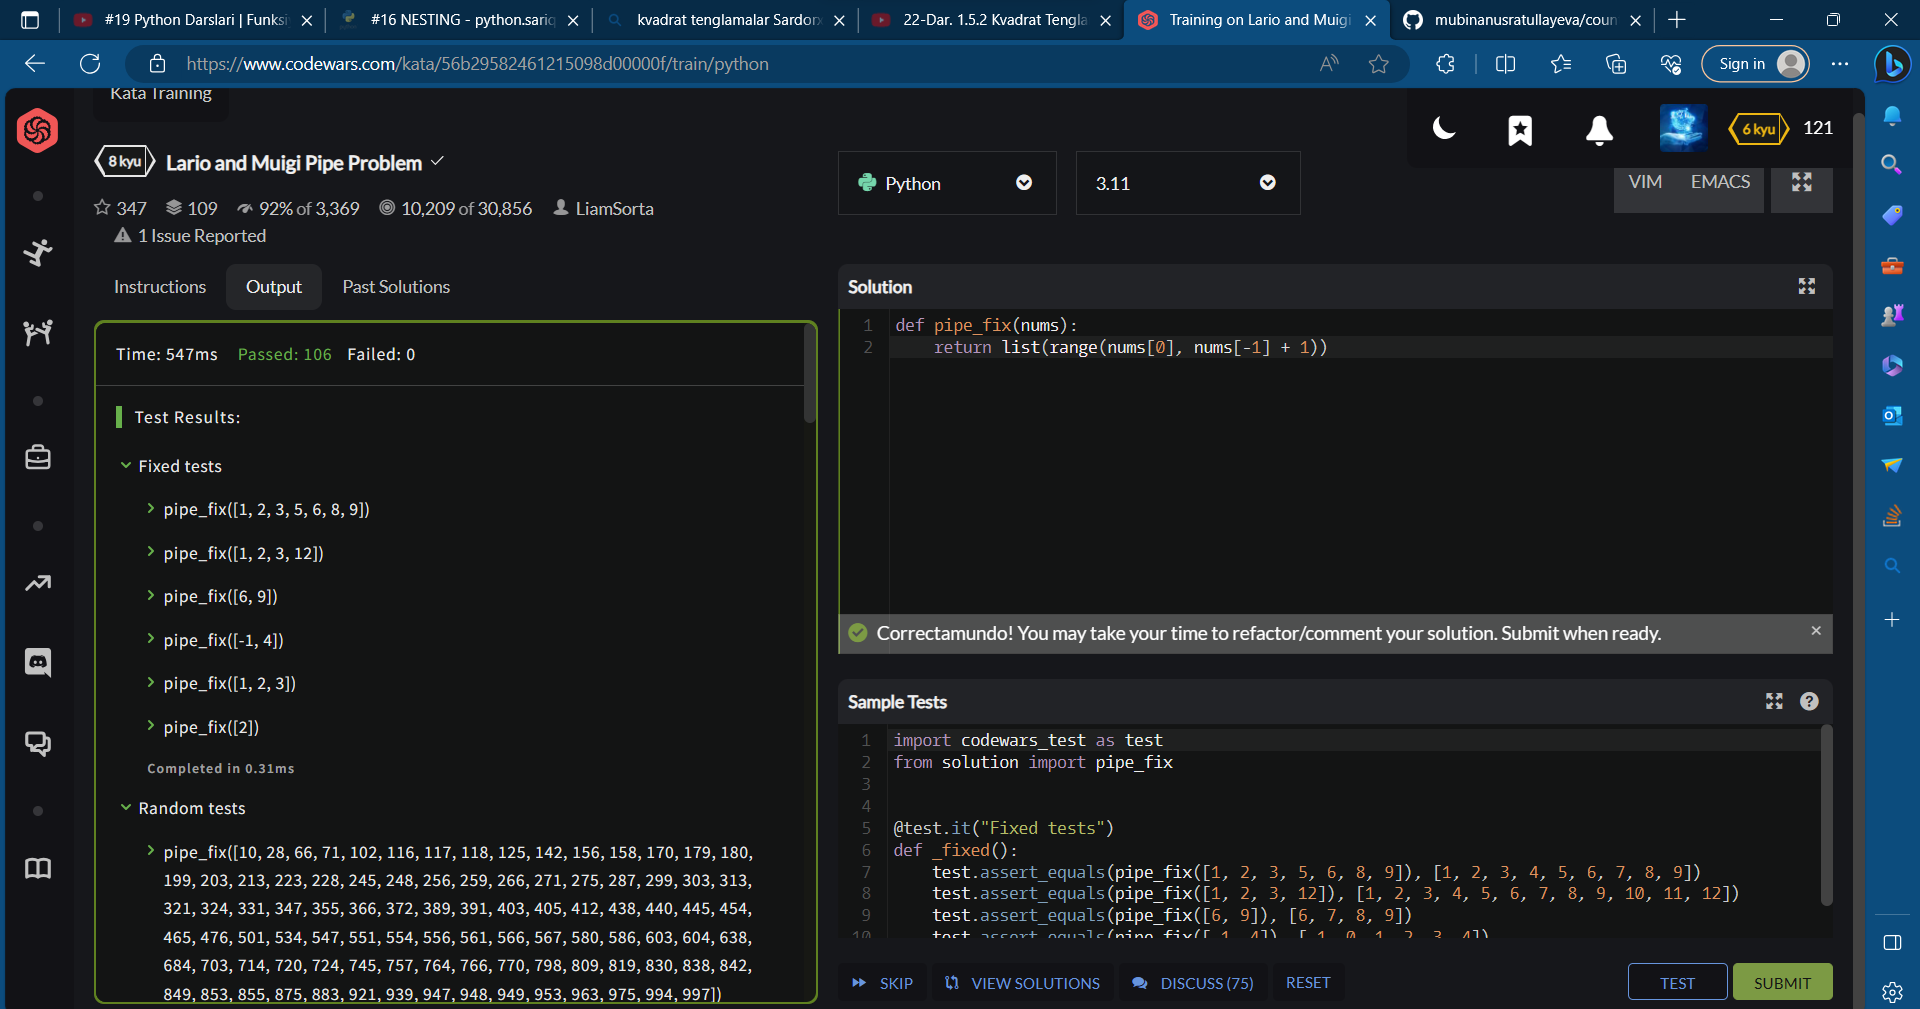 #19 Python Darslari | Funksi
#16 NESTING - python.sariq
kvadrat tenglamalar Sardor
22-Dar. 1.5.2 Kvadrat Tengla
Training on Lario and Muigi
mubinanusratullayeva/coun
https://www.codewars.com/kata/56b29582461215098d00000f/train/python
Sign in
Kata Training
6 kyu
121
8 kyu
Lario and Muigi Pipe Problem
Python
3.11
VIM
EMACS
347
109
92% of 3,369
10,209 of 30,856
LiamSorta
1 Issue Reported
Instructions
Output
Past Solutions
Time: 547ms Passed: 106 Failed: 0
Test Results:
Fixed tests
pipe_fix([1, 2, 3, 5, 6, 8, 9])
pipe_fix([1, 2, 3, 12])
pipe_fix([6, 9])
pipe_fix([-1, 4])
pipe_fix([1, 2, 3])
pipe_fix([2])
Completed in 0.31ms
Random tests
pipe_fix([10, 28, 66, 71, 102, 116, 117, 118, 125, 142, 156, 158, 170, 179, 180,
199, 203, 213, 223, 228, 245, 248, 256, 259, 266, 271, 275, 287, 299, 303, 313,
321, 324, 331, 347, 355, 366, 372, 389, 391, 403, 405, 412, 438, 440, 445, 454,
465, 476, 501, 534, 547, 551, 554, 556, 561, 566, 567, 580, 586, 603, 604, 638,
684, 703, 714, 720, 724, 745, 757, 764, 766, 770, 798, 809, 819, 830, 838, 842,
849, 853, 855, 875, 883, 921, 939, 947, 948, 949, 953, 963, 975, 994, 997])
Solution
1 def pipe_fix(nums):
2 return list(range(nums[0], nums[-1] + 1))
Correctamundo! You may take your time to refactor/comment your solution. Submit when ready.
Sample Tests
1 import codewars_test as test
2 from solution import pipe_fix
3
4
5 @test.it("Fixed tests")
6 def _fixed():
7 test.assert_equals(pipe_fix([1, 2, 3, 5, 6, 8, 9]), [1, 2, 3, 4, 5, 6, 7, 8, 9])
8 test.assert_equals(pipe_fix([1, 2, 3, 12]), [1, 2, 3, 4, 5, 6, 7, 8, 9, 10, 11, 12])
9 test.assert_equals(pipe_fix([6, 9]), [6, 7, 8, 9])
10 test.assert_equals(pipe_fix([-1, 4]), [-1, 0, 1, 2, 3, 4])
SKIP
VIEW SOLUTIONS
DISCUSS (75)
RESET
TEST
SUBMIT